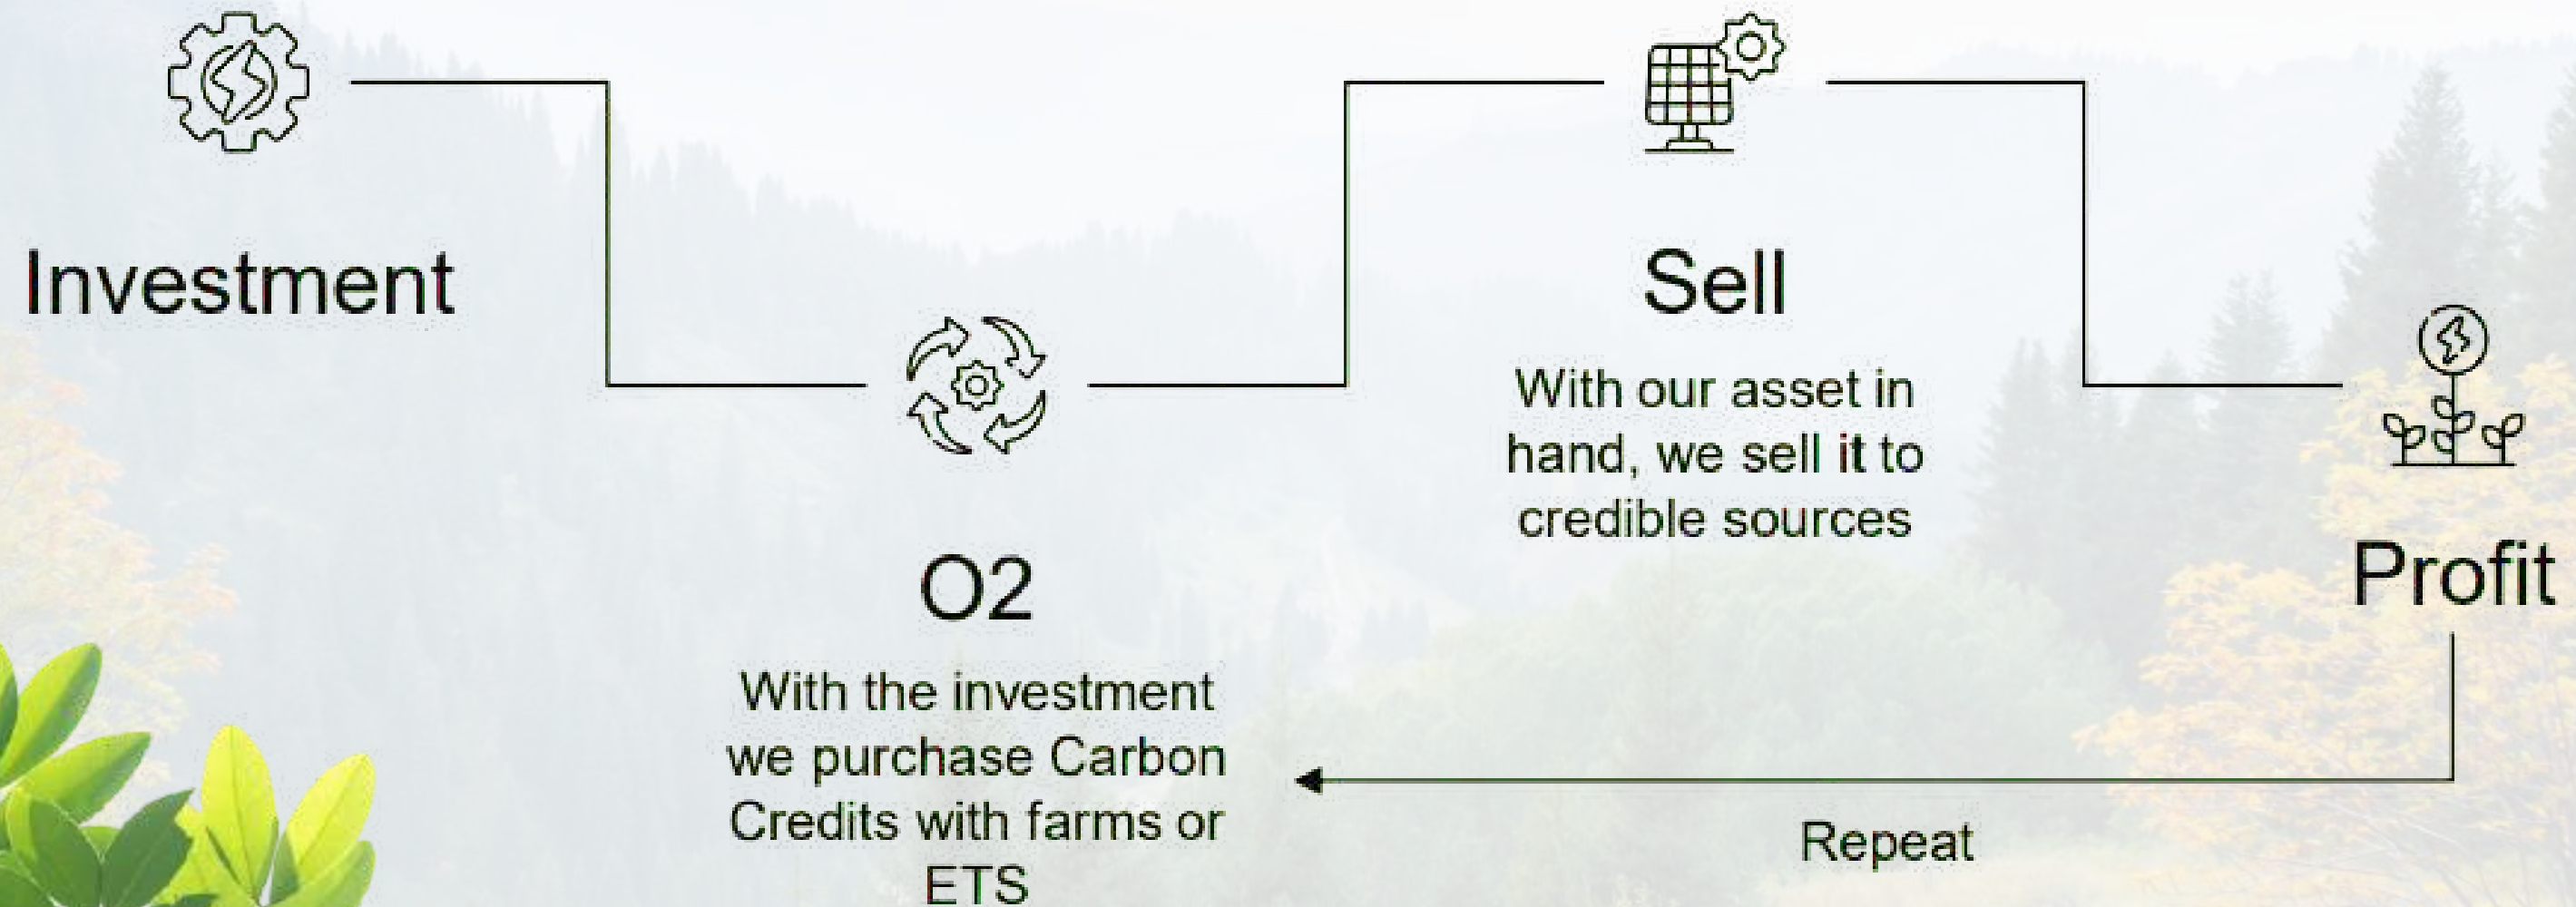 Investment
O2
With the investment
we purchase Carbon
Credits with farms or
ETS
Sell
With our asset in
hand, we sell it to
credible sources
Profit
Repeat